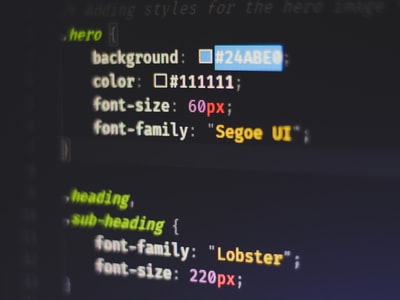 /* Adding styles for the hero image
.hero {
background: #24ABE0;
color: #111111;
font-size: 60px;
font-family: "Segoe UI";
}
.heading,
.sub-heading {
font-family: "Lobster";
font-size: 220px;
}